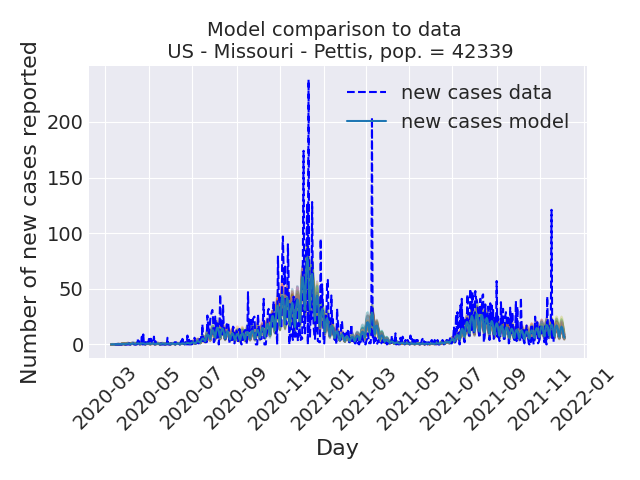 Model comparison to data
US - Missouri - Pettis, pop. = 42339
Number of new cases reported
new cases data
new cases model
200
150
100
50
0
2020-03
2020-05
2020-07
2020-09
2020-11
2021-01
2021-03
2021-05
2021-07
2021-09
2021-11
2022-01
Day